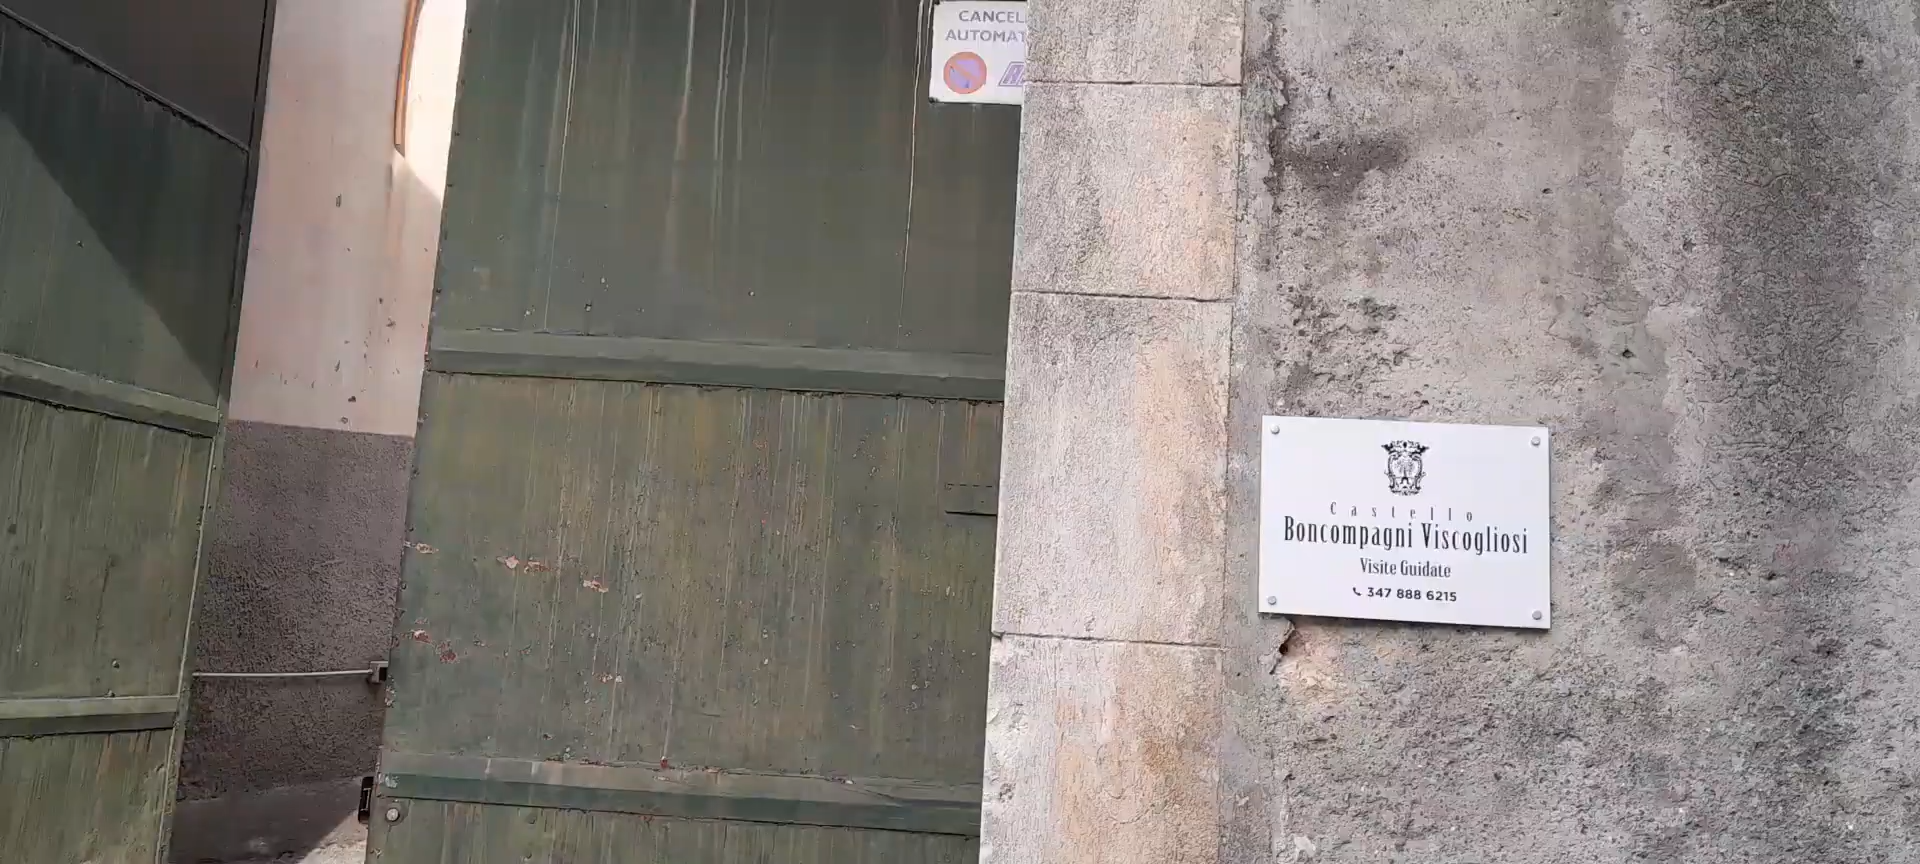 CANCEL
AUTOMAT
Castello
Boncompagni Viscogliosi
Visite Guidate
347 888 6215